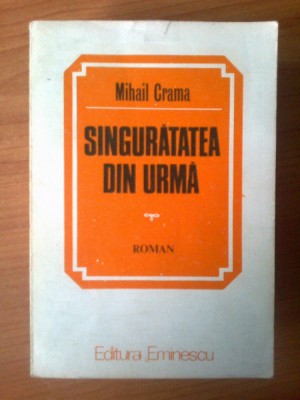 Mihail Crama
SINGURĂTATEA
DIN URMĂ
ROMAN
Editura Eminescu